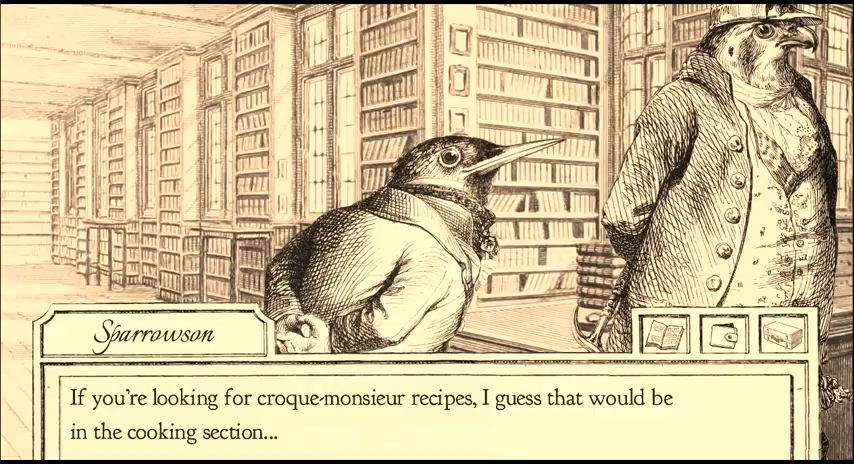 Sparrowson
If you're looking for croque-monsieur recipes, I guess that would be
in the cooking section...